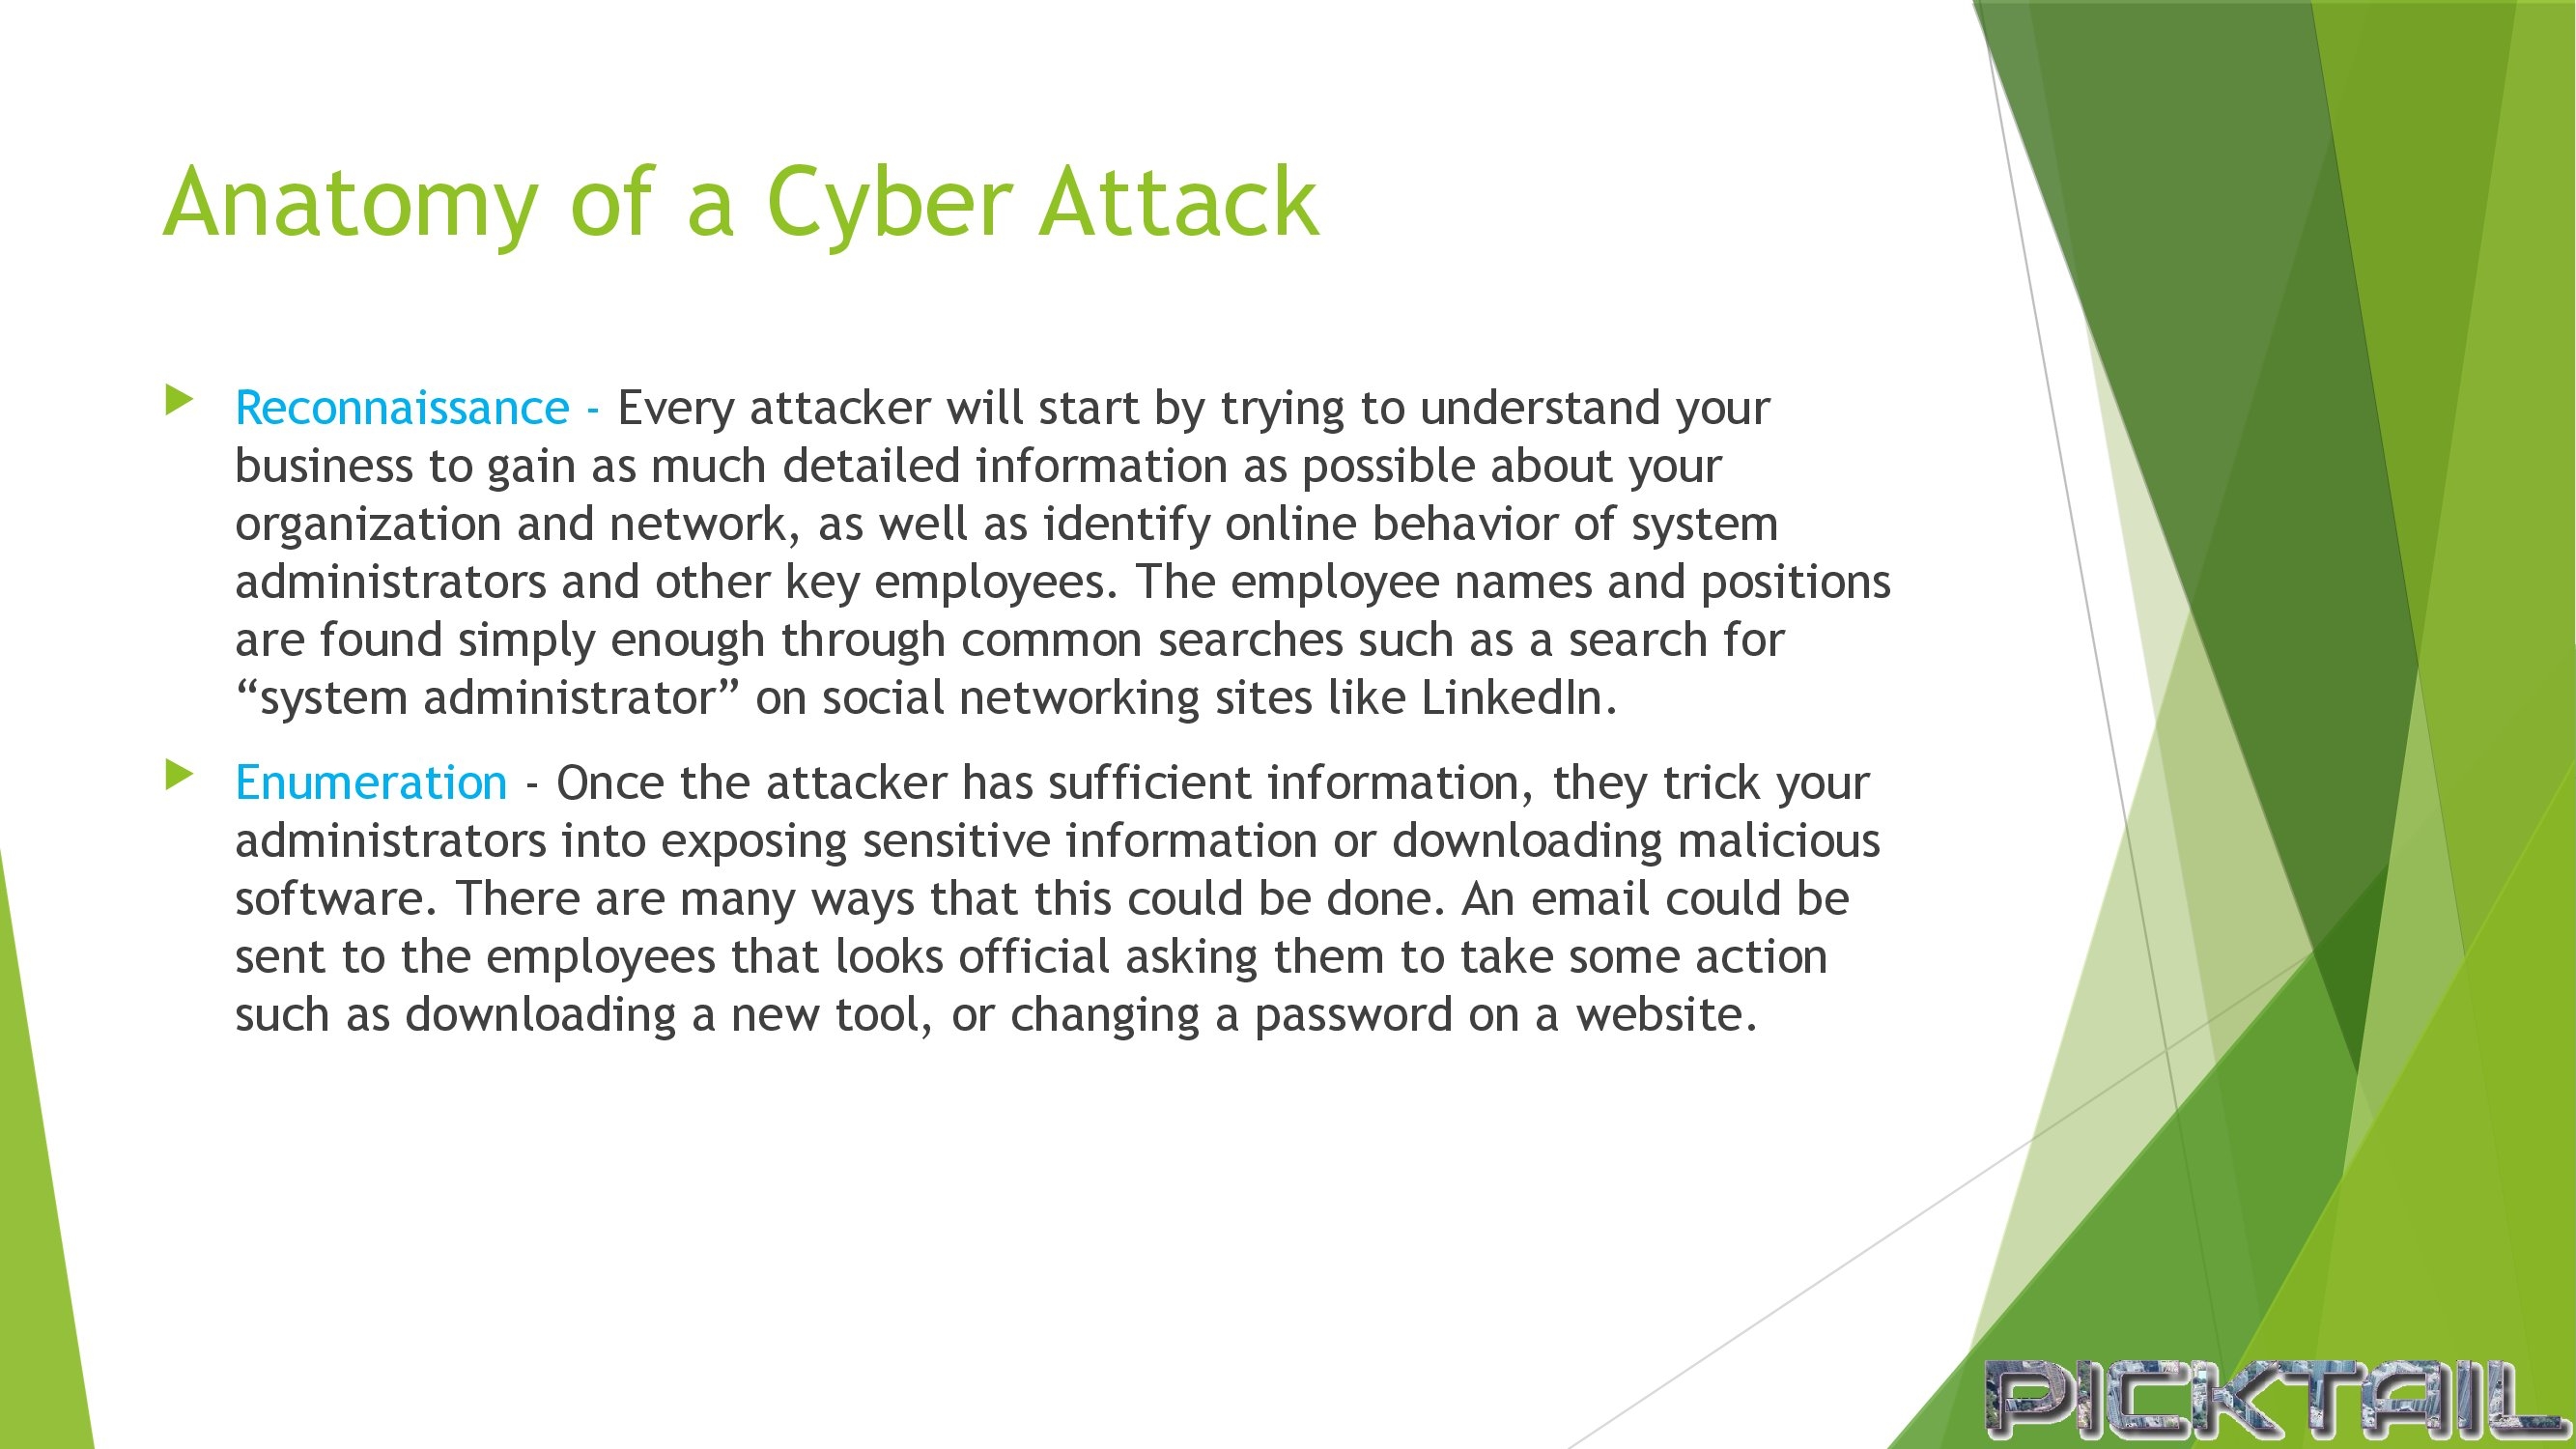 Anatomy of a Cyber Attack
Reconnaissance - Every attacker will start by trying to understand your
business to gain as much detailed information as possible about your
organization and network, as well as identify online behavior of system
administrators and other key employees. The employee names and positions
are found simply enough through common searches such as a search for
“system administrator” on social networking sites like LinkedIn.
Enumeration - Once the attacker has sufficient information, they trick your
administrators into exposing sensitive information or downloading malicious
software. There are many ways that this could be done. An email could be
sent to the employees that looks official asking them to take some action
such as downloading a new tool, or changing a password on a website.
PICKTAIL